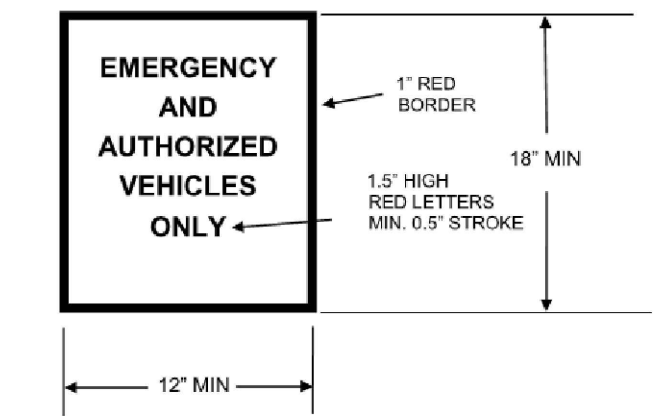 EMERGENCY
AND
AUTHORIZED
VEHICLES
ONLY
1” RED
BORDER
1.5” HIGH
RED LETTERS
MIN. 0.5” STROKE
18” MIN
12” MIN